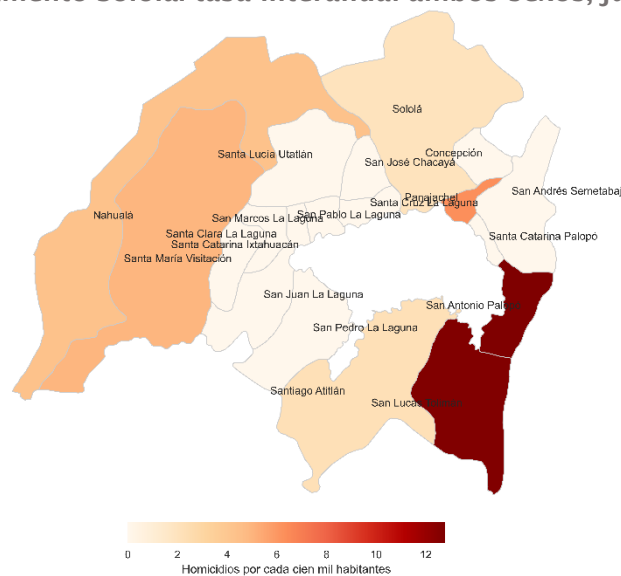 Sololá
Concepción
Santa Lucia Utatlán
San José Chacayá
San Andrés Semetabaj
Panajachel
Santa Cruz La Laguna
Nahualá
San Marcos La Laguna
San Pablo La Laguna
Santa Clara La Laguna
Santa Catarina Palopó
Santa Catarina Ixtahuacán
Santa María Visitación
San Juan La Laguna
San Antonio
San Pedro La Laguna
Santiago Atitlán
San Lucas
0 2 4 6 8 10 12
Homicidios por cada cien mil habitantes